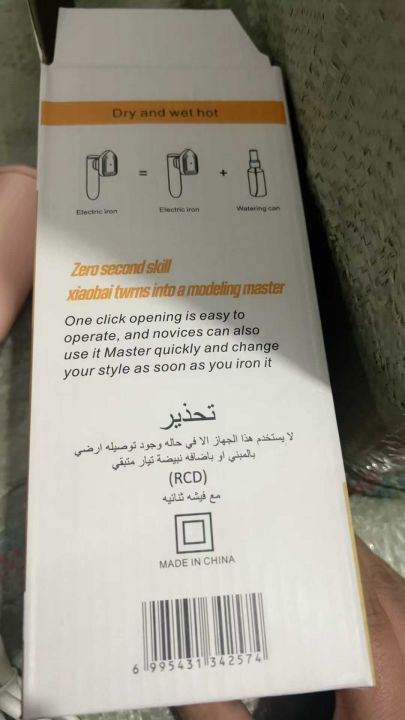 Dry and wet hot
=
+
Electric iron
Electric iron
Watering can
Zero second skill
xiaobai twrns into a modeling master
One click opening is easy to
operate, and novices can also
use it Master quickly and change
your style as soon as you iron it
تحذير
لا يستخدم هذا الجهاز الا في حاله وجود توصيله ارضي
بالمبني او باضافه نبيضة تيار متبقي
(RCD)
مع فيشه ثنائيه
MADE IN CHINA
6 995431 342574